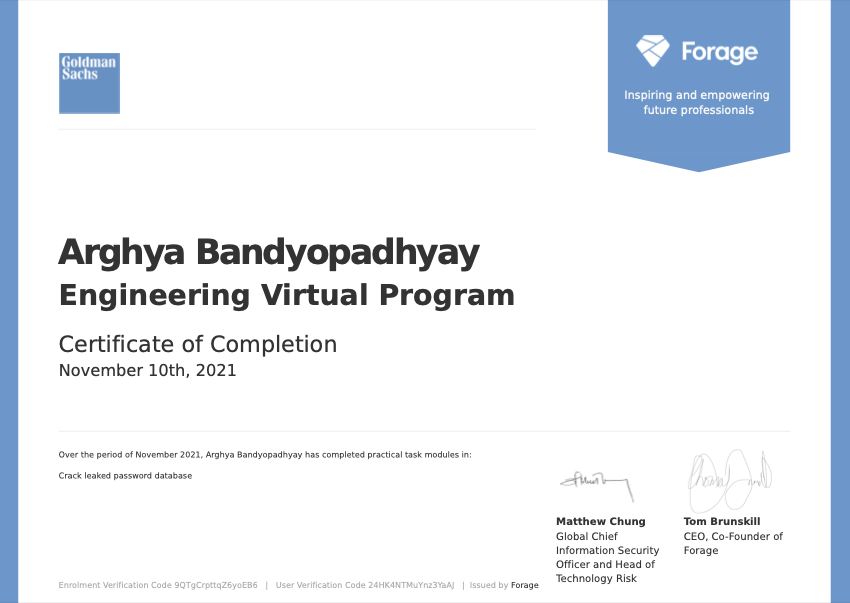 Goldman
Sachs
Forage
Inspiring and empowering
future professionals
Arghya Bandyopadhyay
Engineering Virtual Program
Certificate of Completion
November 10th, 2021
Over the period of November 2021, Arghya Bandyopadhyay has completed practical task modules in:
Crack leaked password database
Matthew Chung
Global Chief
Information Security
Officer and Head of
Technology Risk
Tom Brunskill
CEO, Co-Founder of
Forage
Enrolment Verification Code 9QTgCrpttqZ6yoEB6 | User Verification Code 24HK4NTMuYnz3YaAJ | Issued by Forage